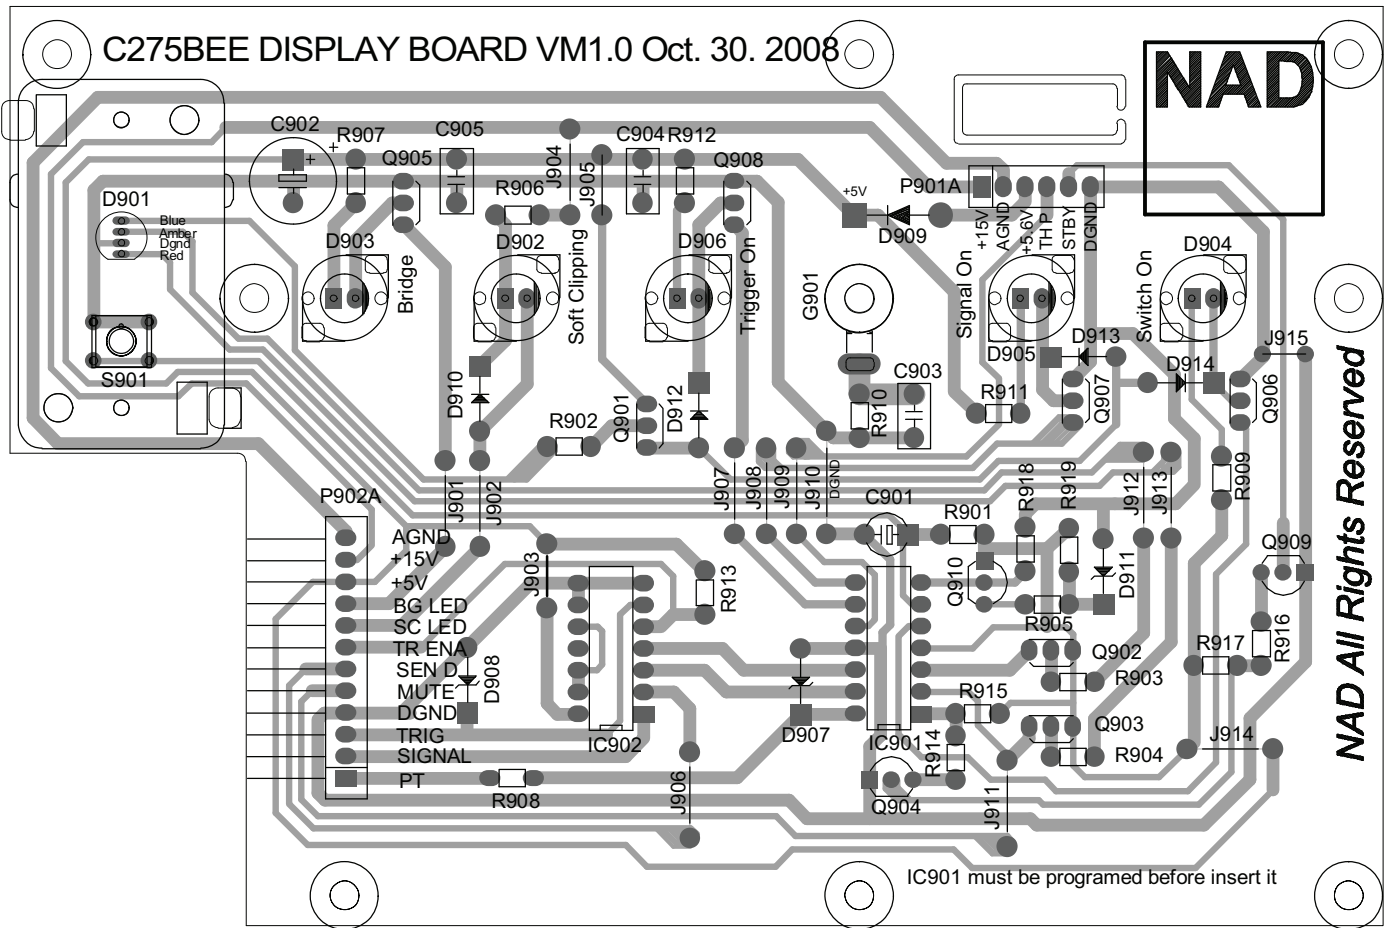 C275BEE DISPLAY BOARD VM1.0 Oct. 30. 2008
NAD
C902
R907
C905
C904
R912
Q905
J904
J905
Q908
+
+
R906
+5V
P901A
D901
Blue
Amber
Dgnd
Red
D909
+15V
AGND
+5.6V
THP
STBY
DGND
D903
D902
D906
D904
Bridge
Soft Clipping
Trigger On
G901
Signal On
Switch On
D905
D913
J915
S901
D914
D910
C903
R902
Q901
D912
R910
R911
Q907
Q906
P902A
J901
J902
J907
J908
J909
J910
DGND
C901
R901
R918
R919
J912
J913
R909
Q909
AGND
+15V
+5V
BG LED
SC LED
TR ENA
SEN D
MUTE
DGND
TRIG
SIGNAL
PT
J903
R913
Q910
D911
R905
R916
R917
Q902
R903
D908
R915
Q903
R904
J914
IC902
D907
IC901
R914
R908
J906
Q904
J911
IC901 must be programed before insert it
NAD All Rights Reserved